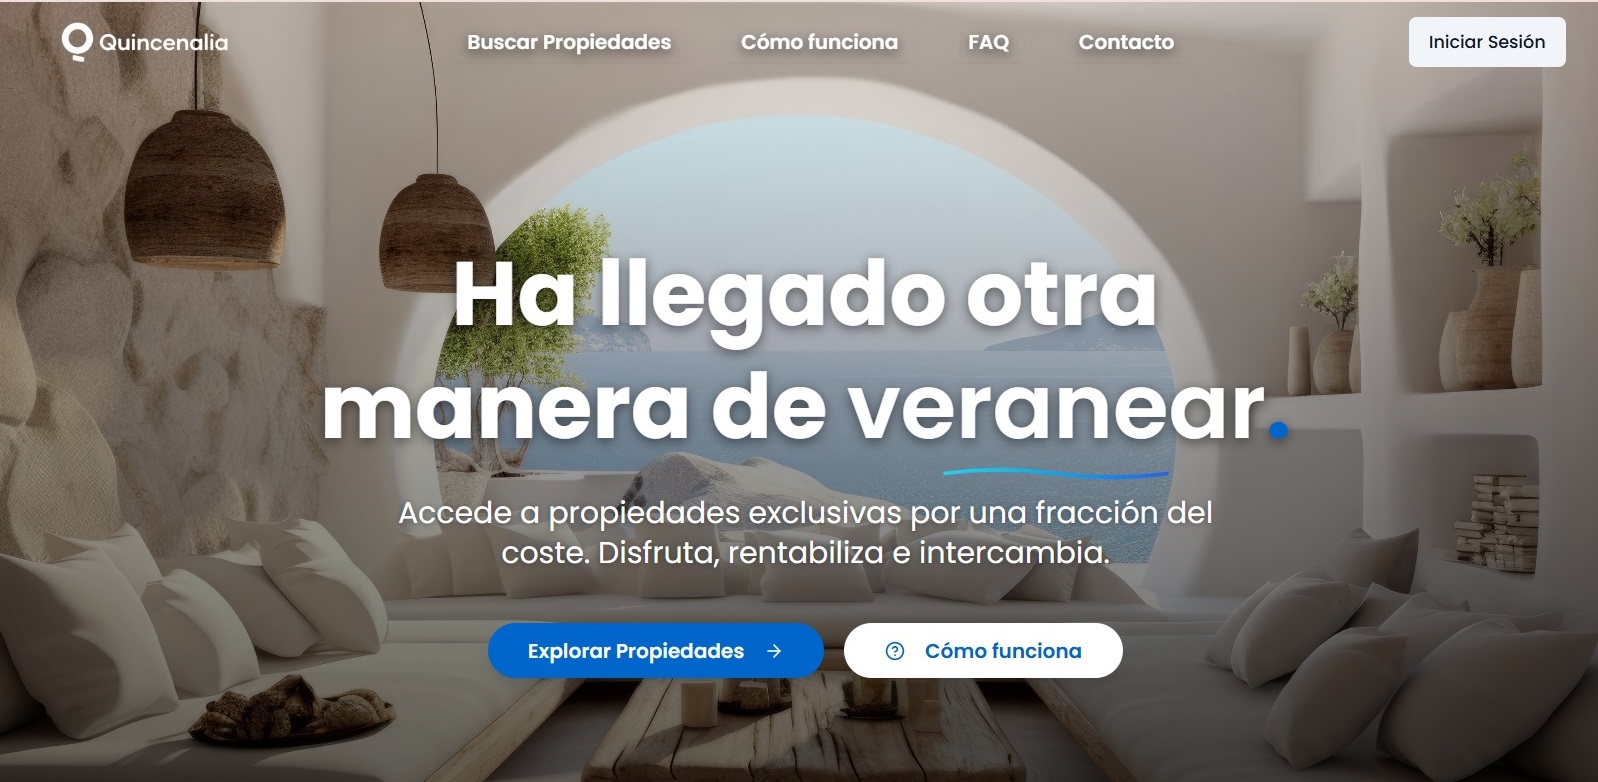 Quincenalia
Buscar Propiedades
Cómo funciona
FAQ
Contacto
Iniciar Sesión
Ha llegado otra
manera de veranear.
Accede a propiedades exclusivas por una fracción del
coste. Disfruta, rentabiliza e intercambia.
Explorar Propiedades
Cómo funciona